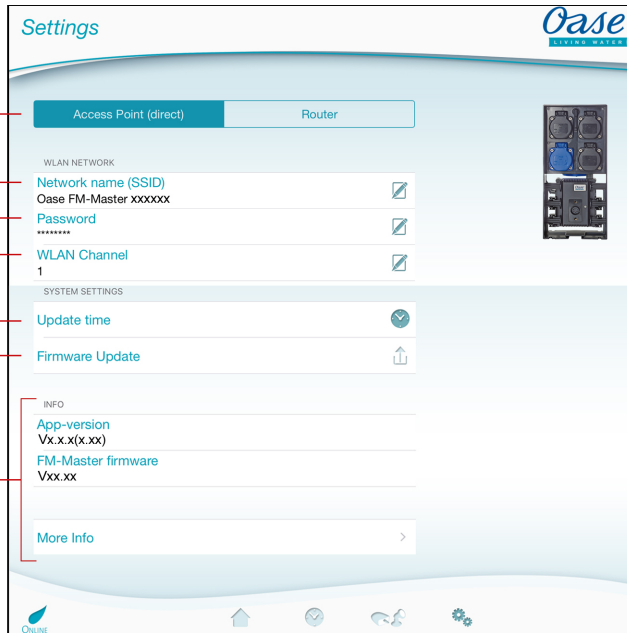 Settings
Oase
LIVING WATER
Access Point (direct)
Router
WLAN NETWORK
Network name (SSID)
Oase FM-Master xxxxxx
Password
********
WLAN Channel
1
SYSTEM SETTINGS
Update time
Firmware Update
INFO
App-version
Vx.x.x(x.xx)
FM-Master firmware
Vxx.xx
More Info
ONLINE